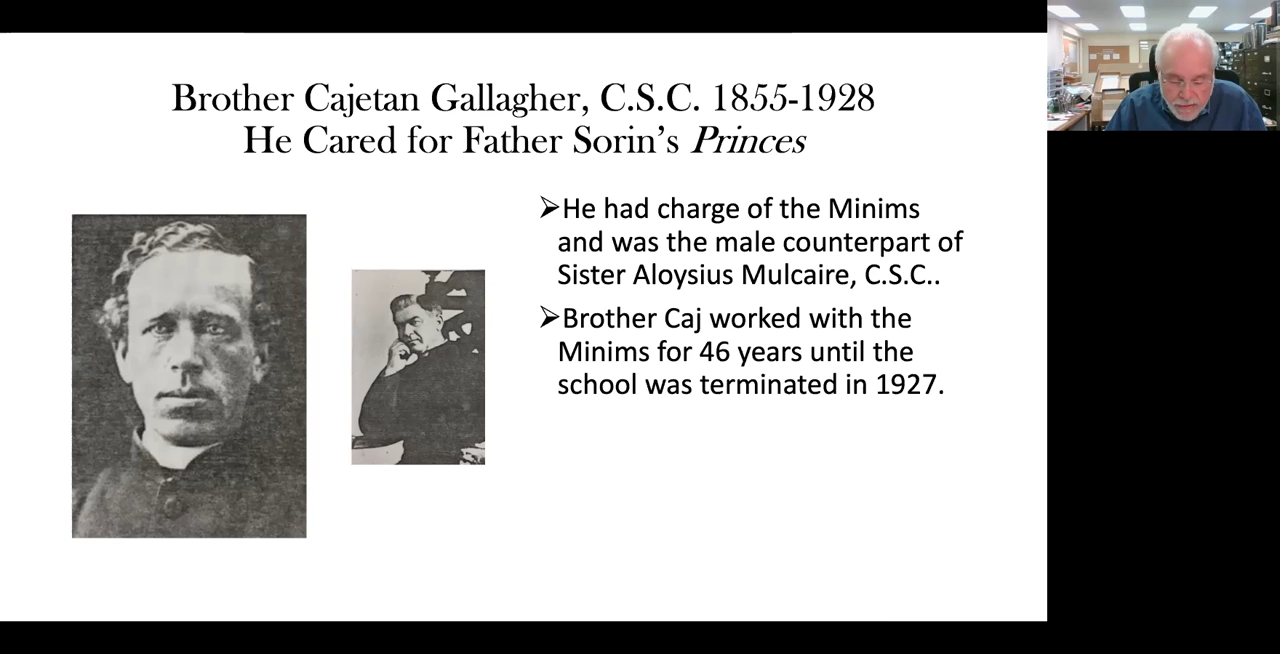 Brother Cajetan Gallagher, C.S.C. 1855-1928
He Cared for Father Sorin’s Princes
➢He had charge of the Minims
and was the male counterpart of
Sister Aloysius Mulcaire, C.S.C..
➢Brother Caj worked with the
Minims for 46 years until the
school was terminated in 1927.